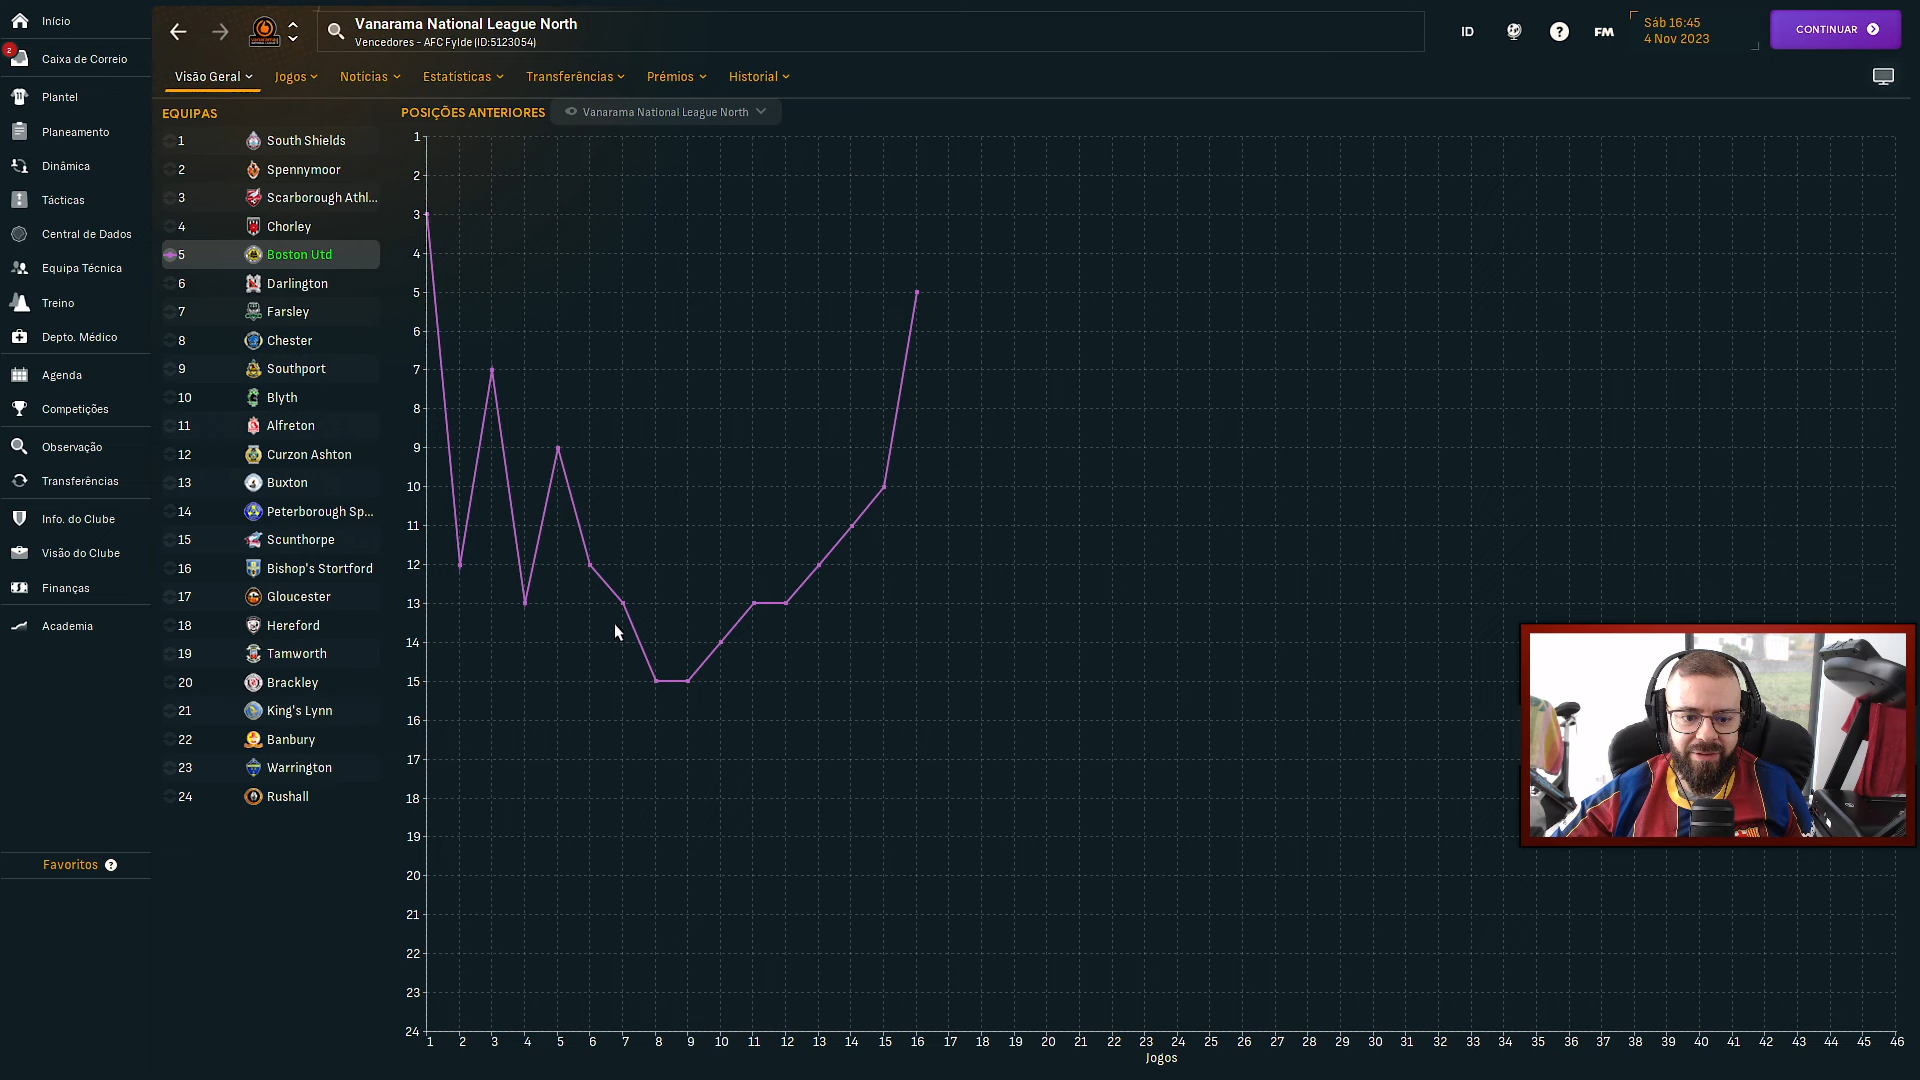 Início
2
Caixa de Correio
Plantel
Planeamento
Dinâmica
Tácticas
Central de Dados
Equipa Técnica
Treino
Depto. Médico
Agenda
Competições
Observação
Transferências
Info. do Clube
Visão do Clube
Finanças
Academia
Favoritos ?
Vanarama National League North
Vencedores - AFC Fylde (ID:5123054)
ID
?
FM
Sáb 16:45
4 Nov 2023
CONTINUAR
Visão Geral Jogos Notícias Estatísticas Transferências Prémios Historial
EQUIPAS
1 South Shields
2 Spennymoor
3 Scarborough Athl...
4 Chorley
5 Boston Utd
6 Darlington
7 Farsley
8 Chester
9 Southport
10 Blyth
11 Alfreton
12 Curzon Ashton
13 Buxton
14 Peterborough Sp...
15 Scunthorpe
16 Bishop's Stortford
17 Gloucester
18 Hereford
19 Tamworth
20 Brackley
21 King's Lynn
22 Banbury
23 Warrington
24 Rushall
POSIÇÕES ANTERIORES Vanarama National League North
1
2
3
4
5
6
7
8
9
10
11
12
13
14
15
16
17
18
19
20
21
22
23
24
1 2 3 4 5 6 7 8 9 10 11 12 13 14 15 16 17 18 19 20 21 22 23 24 25 26 27 28 29 30 31 32 33 34 35 36 37 38 39 40 41 42 43 44 45 46
Jogos